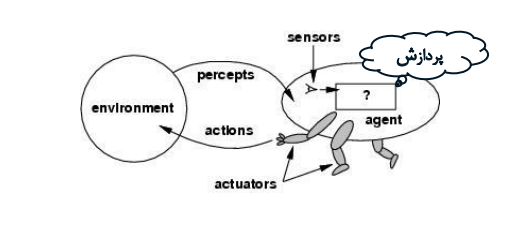 sensors
پردازش
percepts
?
environment
agent
actions
actuators